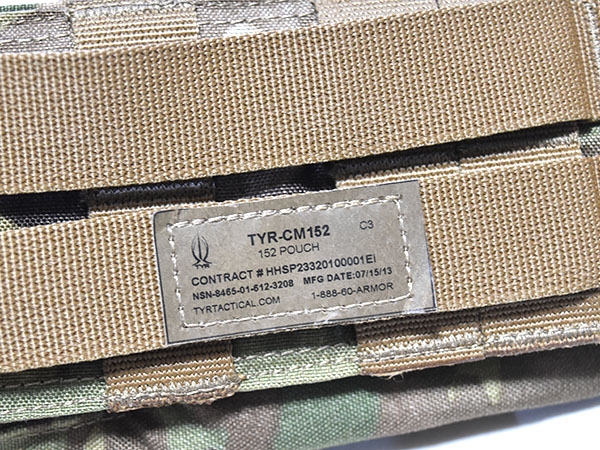 TYR-CM152 C3
152 POUCH
TYR
CONTRACT # HHSP23320100001EI
NSN-8465-01-512-3208 MFG DATE:07/15/13
TYRTACTICAL.COM 1-888-60-ARMOR